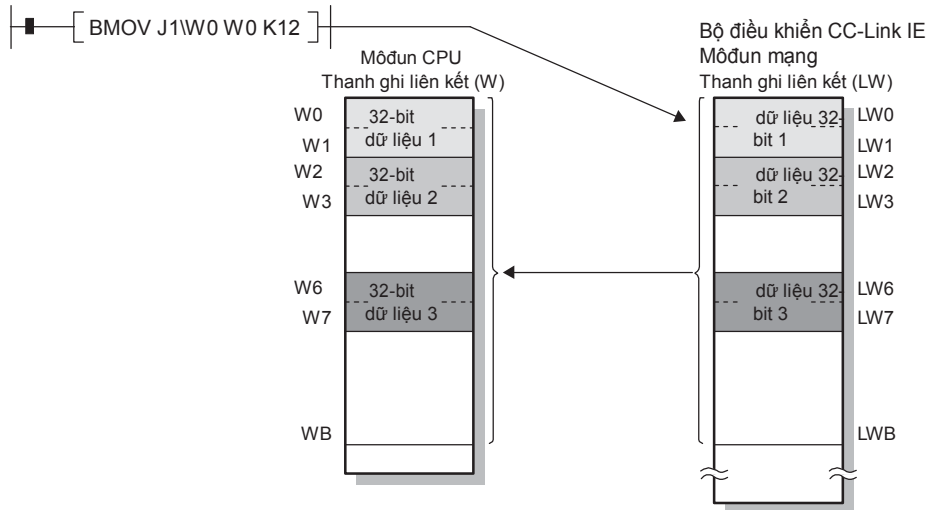 BMOV J1\W0 W0 K12
Môđun CPU
Thanh ghi liên kết (W)
Bộ điều khiển CC-Link IE
Môđun mạng
Thanh ghi liên kết (LW)
W0
W1
W2
W3
W6
W7
WB
32-bit
dữ liệu 1
32-bit
dữ liệu 2
32-bit
dữ liệu 3
dữ liệu 32-
bit 1
dữ liệu 32-
bit 2
dữ liệu 32-
bit 3
LW0
LW1
LW2
LW3
LW6
LW7
LWB